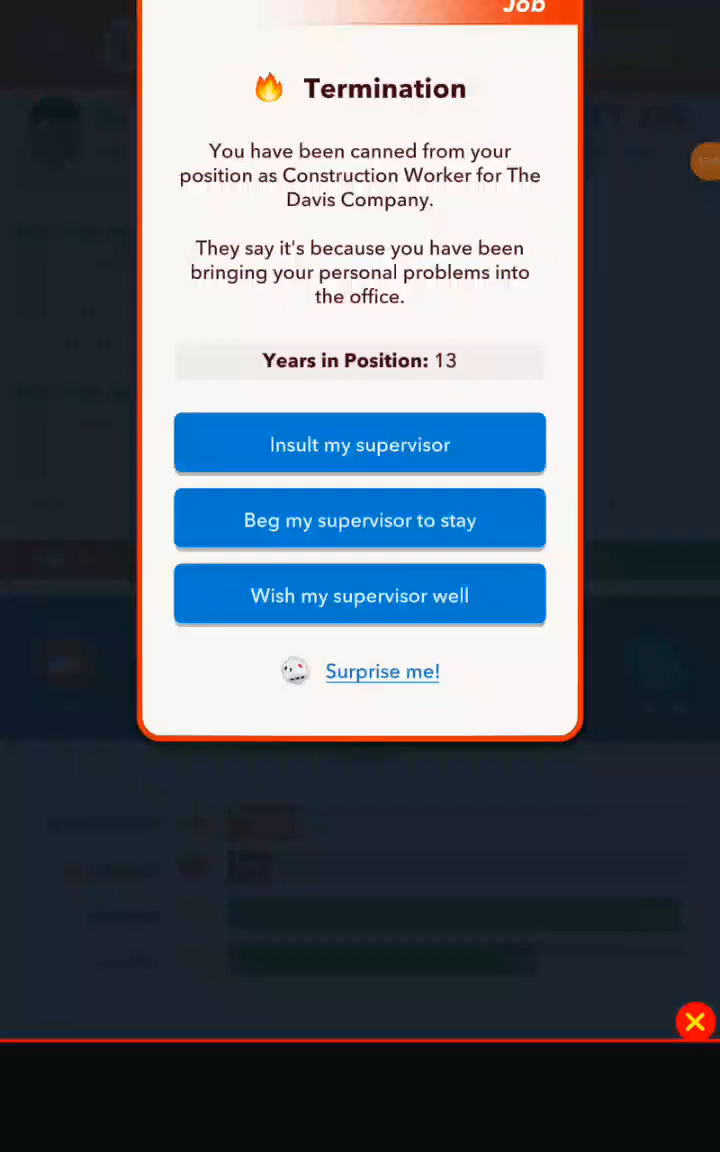 Job
Termination
You have been canned from your
position as Construction Worker for The
Davis Company.
They say it's because you have been
bringing your personal problems into
the office.
Years in Position: 13
Insult my supervisor
Beg my supervisor to stay
Wish my supervisor well
Surprise me!